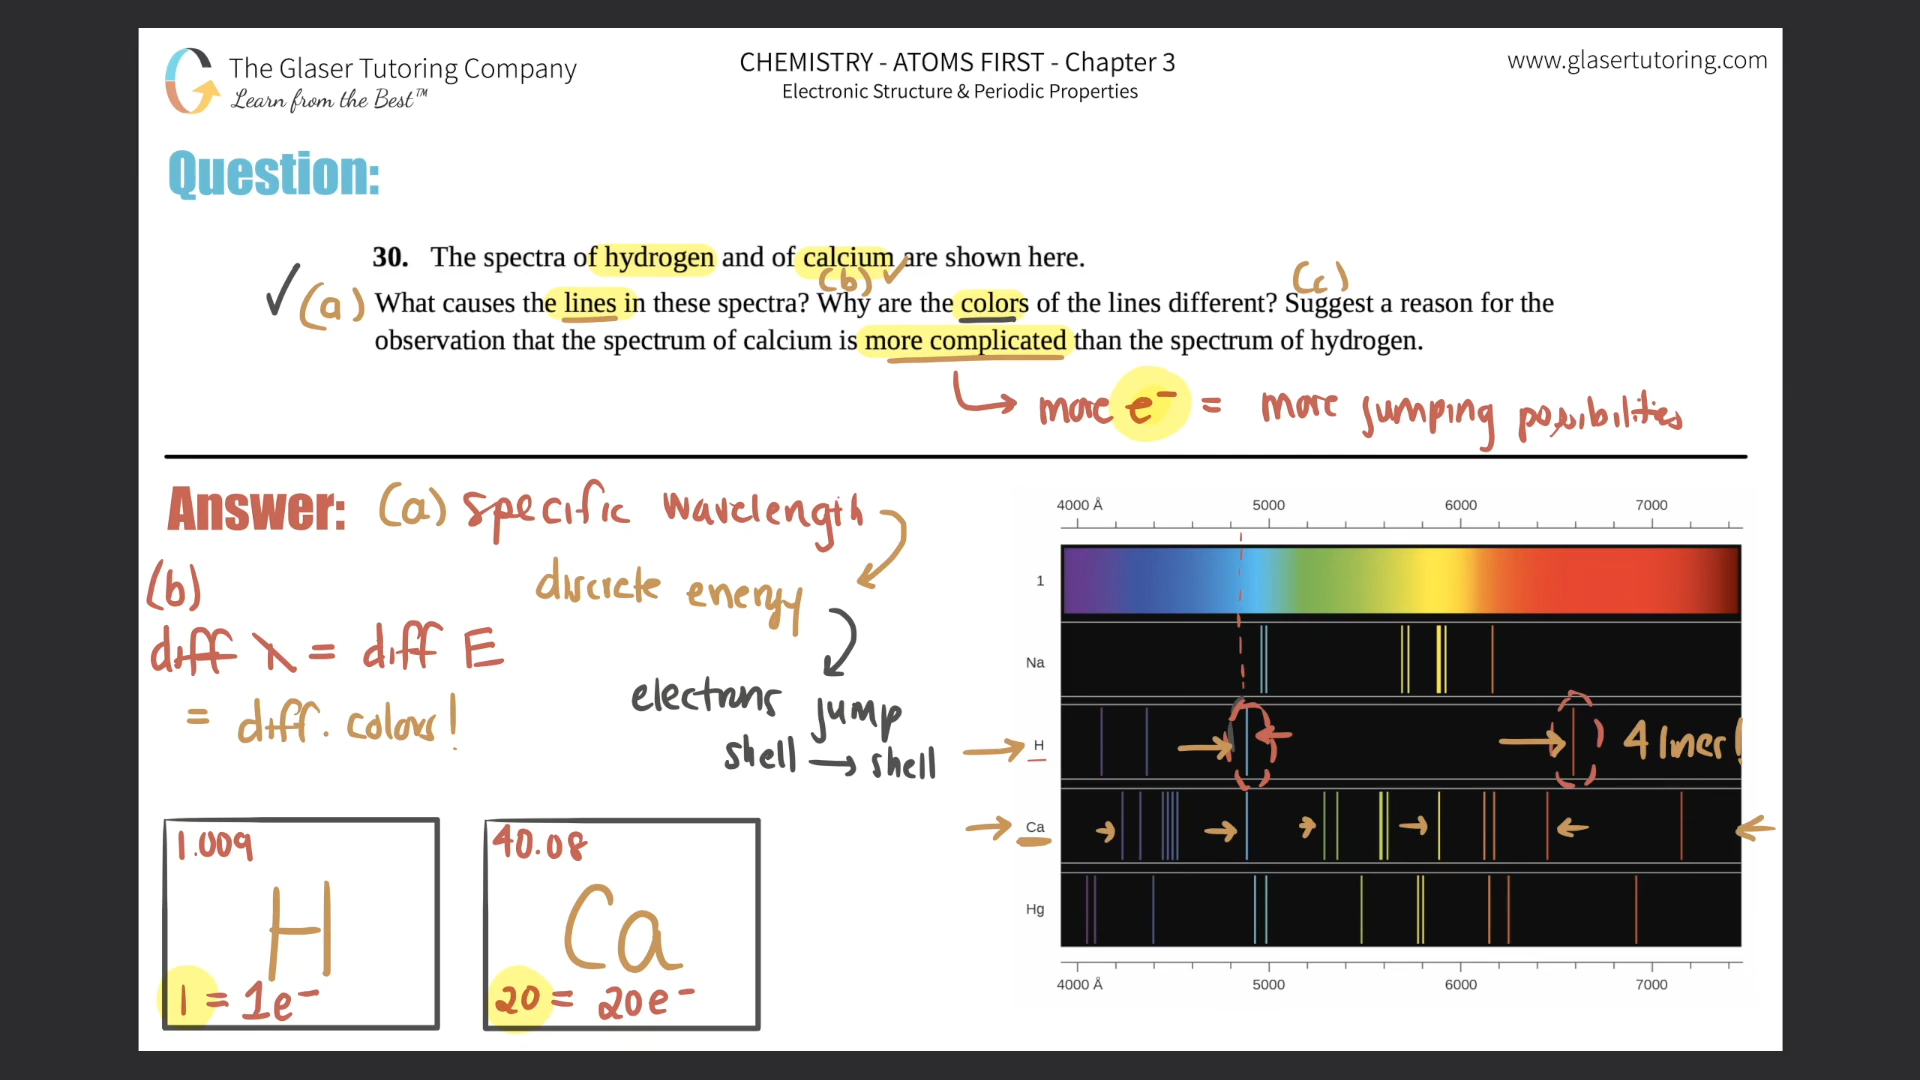 The Glaser Tutoring Company
Learn from the Best™
CHEMISTRY - ATOMS FIRST - Chapter 3
Electronic Structure & Periodic Properties
www.glasertutoring.com
Question:
30. The spectra of hydrogen and of calcium are shown here.
(b) ✓ (c)
✓ (a) What causes the lines in these spectra? Why are the colors of the lines different? Suggest a reason for the
observation that the spectrum of calcium is more complicated than the spectrum of hydrogen.
↳ more e⁻ = more jumping possibilities
Answer: (a) specific wavelength
discrete energy
electrons jump
shell → shell
(b)
diff λ = diff E
= diff. colors!
1.009
H
1 = 1e⁻
40.08
Ca
20 = 20e⁻
4000 Å 5000 6000 7000
1
Na
H
4 lines!
Ca
Hg
4000 Å 5000 6000 7000